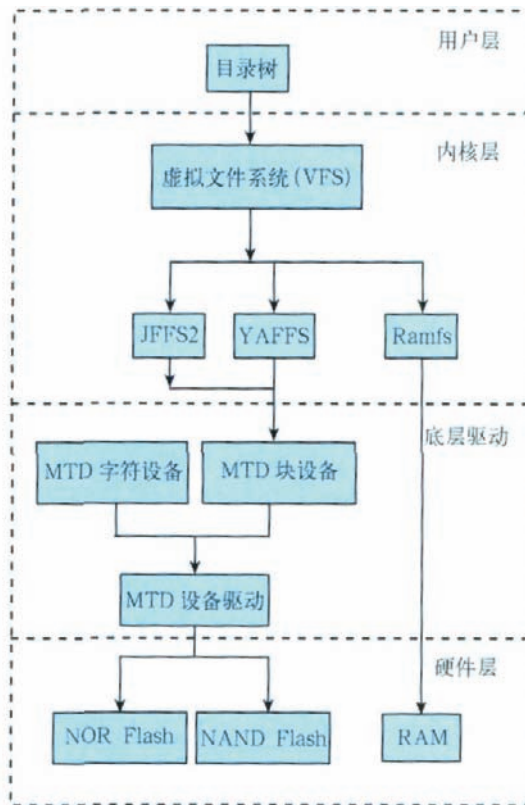 用户层
目录树
内核层
虚拟文件系统(VFS)
JFFS2 YAFFS Ramfs
底层驱动
MTD 字符设备 MTD 块设备
MTD 设备驱动
硬件层
NOR Flash NAND Flash RAM